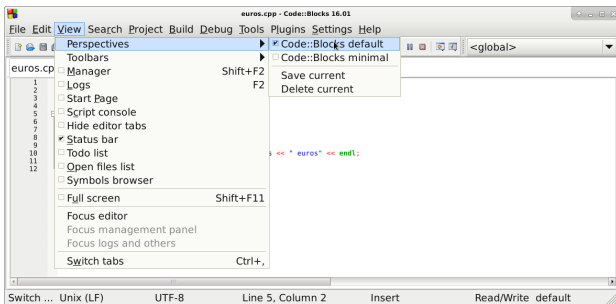 euros.cpp - Code::Blocks 16.01
File Edit View Search Project Build Debug Tools Plugins Settings Help
<global>
Perspectives
Toolbars
Manager Shift+F2
Logs F2
Start Page
Script console
Hide editor tabs
Status bar
Todo list
Open files list
Symbols browser
Full screen Shift+F11
Focus editor
Focus management panel
Focus logs and others
Switch tabs Ctrl+,
Code::Blocks default
Code::Blocks minimal
Save current
Delete current
euros.cp
1
2
3
4
5
6
7
8
9
10
11
12
s << " euros" << endl;
Switch ... Unix (LF) UTF-8 Line 5, Column 2 Insert Read/Write default